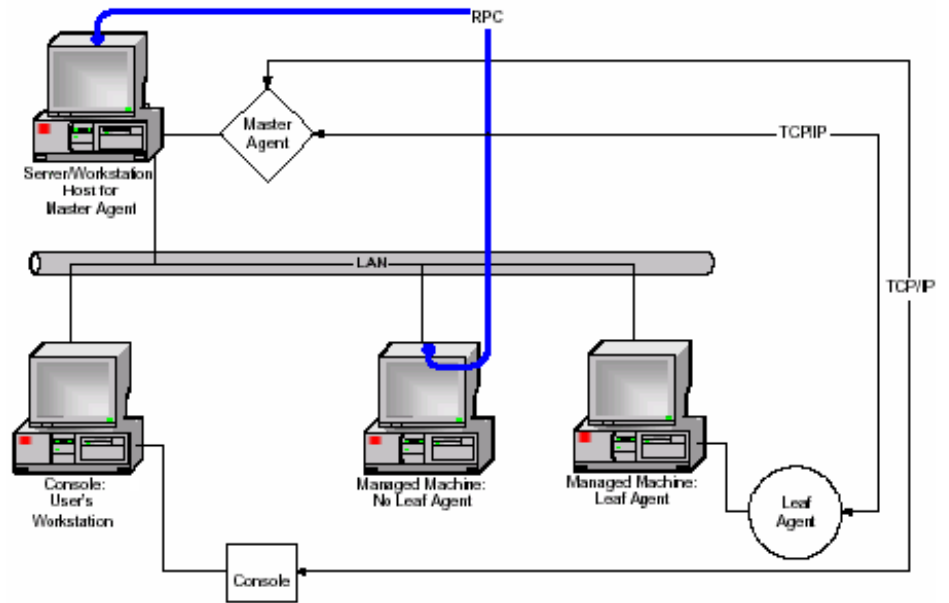 RPC
Master
Agent
TCP/IP
Server/Workstation
Host for
Master Agent
LAN
TCP/IP
Console:
User's
Workstation
Managed Machine:
No Leaf Agent
Managed Machine:
Leaf Agent
Leaf
Agent
Console